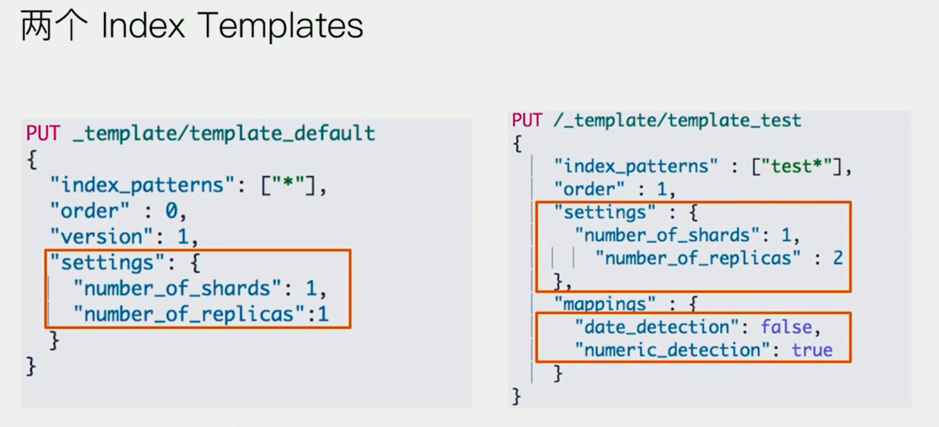 两个 Index Templates
PUT _template/template_default
{
"index_patterns": ["*"],
"order" : 0,
"version": 1,
"settings": {
"number_of_shards": 1,
"number_of_replicas":1
}
}
PUT /_template/template_test
{
"index_patterns" : ["test*"],
"order" : 1,
"settings" : {
"number_of_shards": 1,
"number_of_replicas" : 2
},
"mappings" : {
"date_detection": false,
"numeric_detection": true
}
}